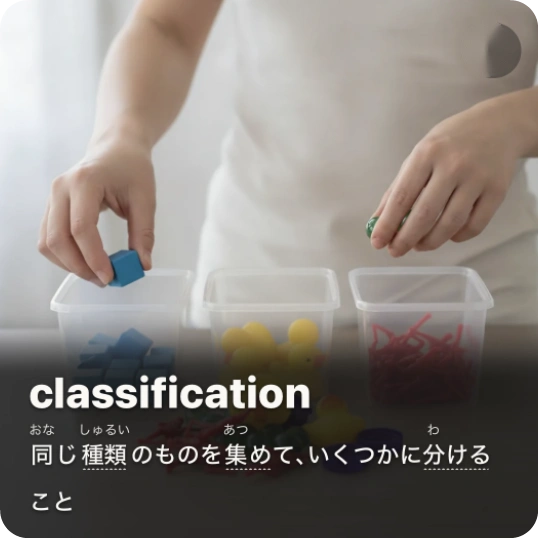 classification
おな しゅるい あつ わ
同じ種類のものを集めて、いくつかに分ける
こと